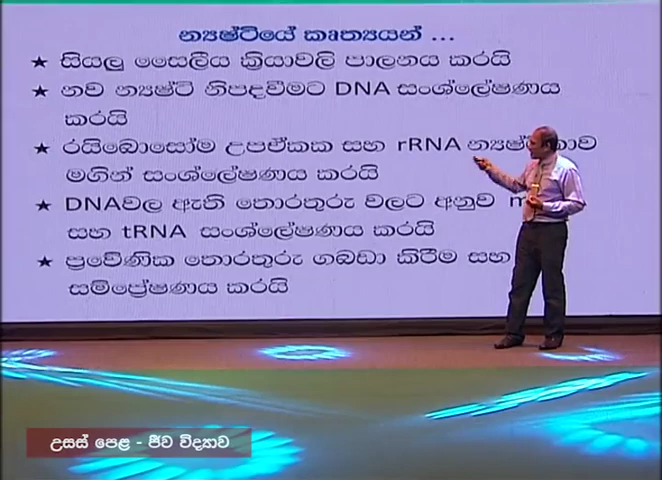 න්‍යෂ්ටියේ කෘත්‍යයන් ...
★ සියලු සෛලීය ක්‍රියාවලි පාලනය කරයි
★ නව න්‍යෂ්ටි නිපදවීමට DNA සංශ්ලේෂණය
කරයි
★ රයිබොසෝම උපඒකක සහ rRNA
මගින් සංශ්ලේෂණය කරයි
★ DNAවල ඇති තොරතුරු වලට අනුව
සහ tRNA සංශ්ලේෂණය කරයි
★ ප්‍රවේණික තොරතුරු ගබඩා කිරීම සහ
සම්ප්‍රේෂණය කරයි
උසස් පෙළ - ජීව විද්‍යාව